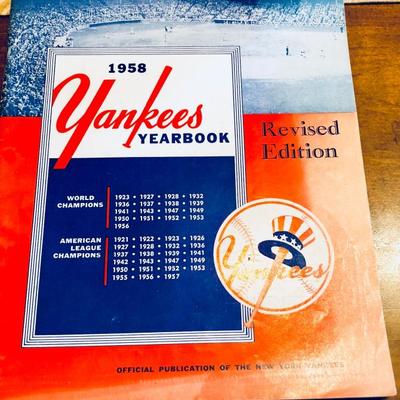 1958
Yankees
YEARBOOK
Revised
Edition
WORLD
CHAMPIONS
1923 • 1927 • 1928 • 1932
1936 • 1937 • 1938 • 1939
1941 • 1943 • 1947 • 1949
1950 • 1951 • 1952 • 1953
1956
AMERICAN
LEAGUE
CHAMPIONS
1921 • 1922 • 1923 • 1926
1927 • 1928 • 1932 • 1936
1937 • 1938 • 1939 • 1941
1942 • 1943 • 1947 • 1949
1950 • 1951 • 1952 • 1953
1955 • 1956 • 1957
Yankees
OFFICIAL PUBLICATION OF THE NEW YORK YANKEES